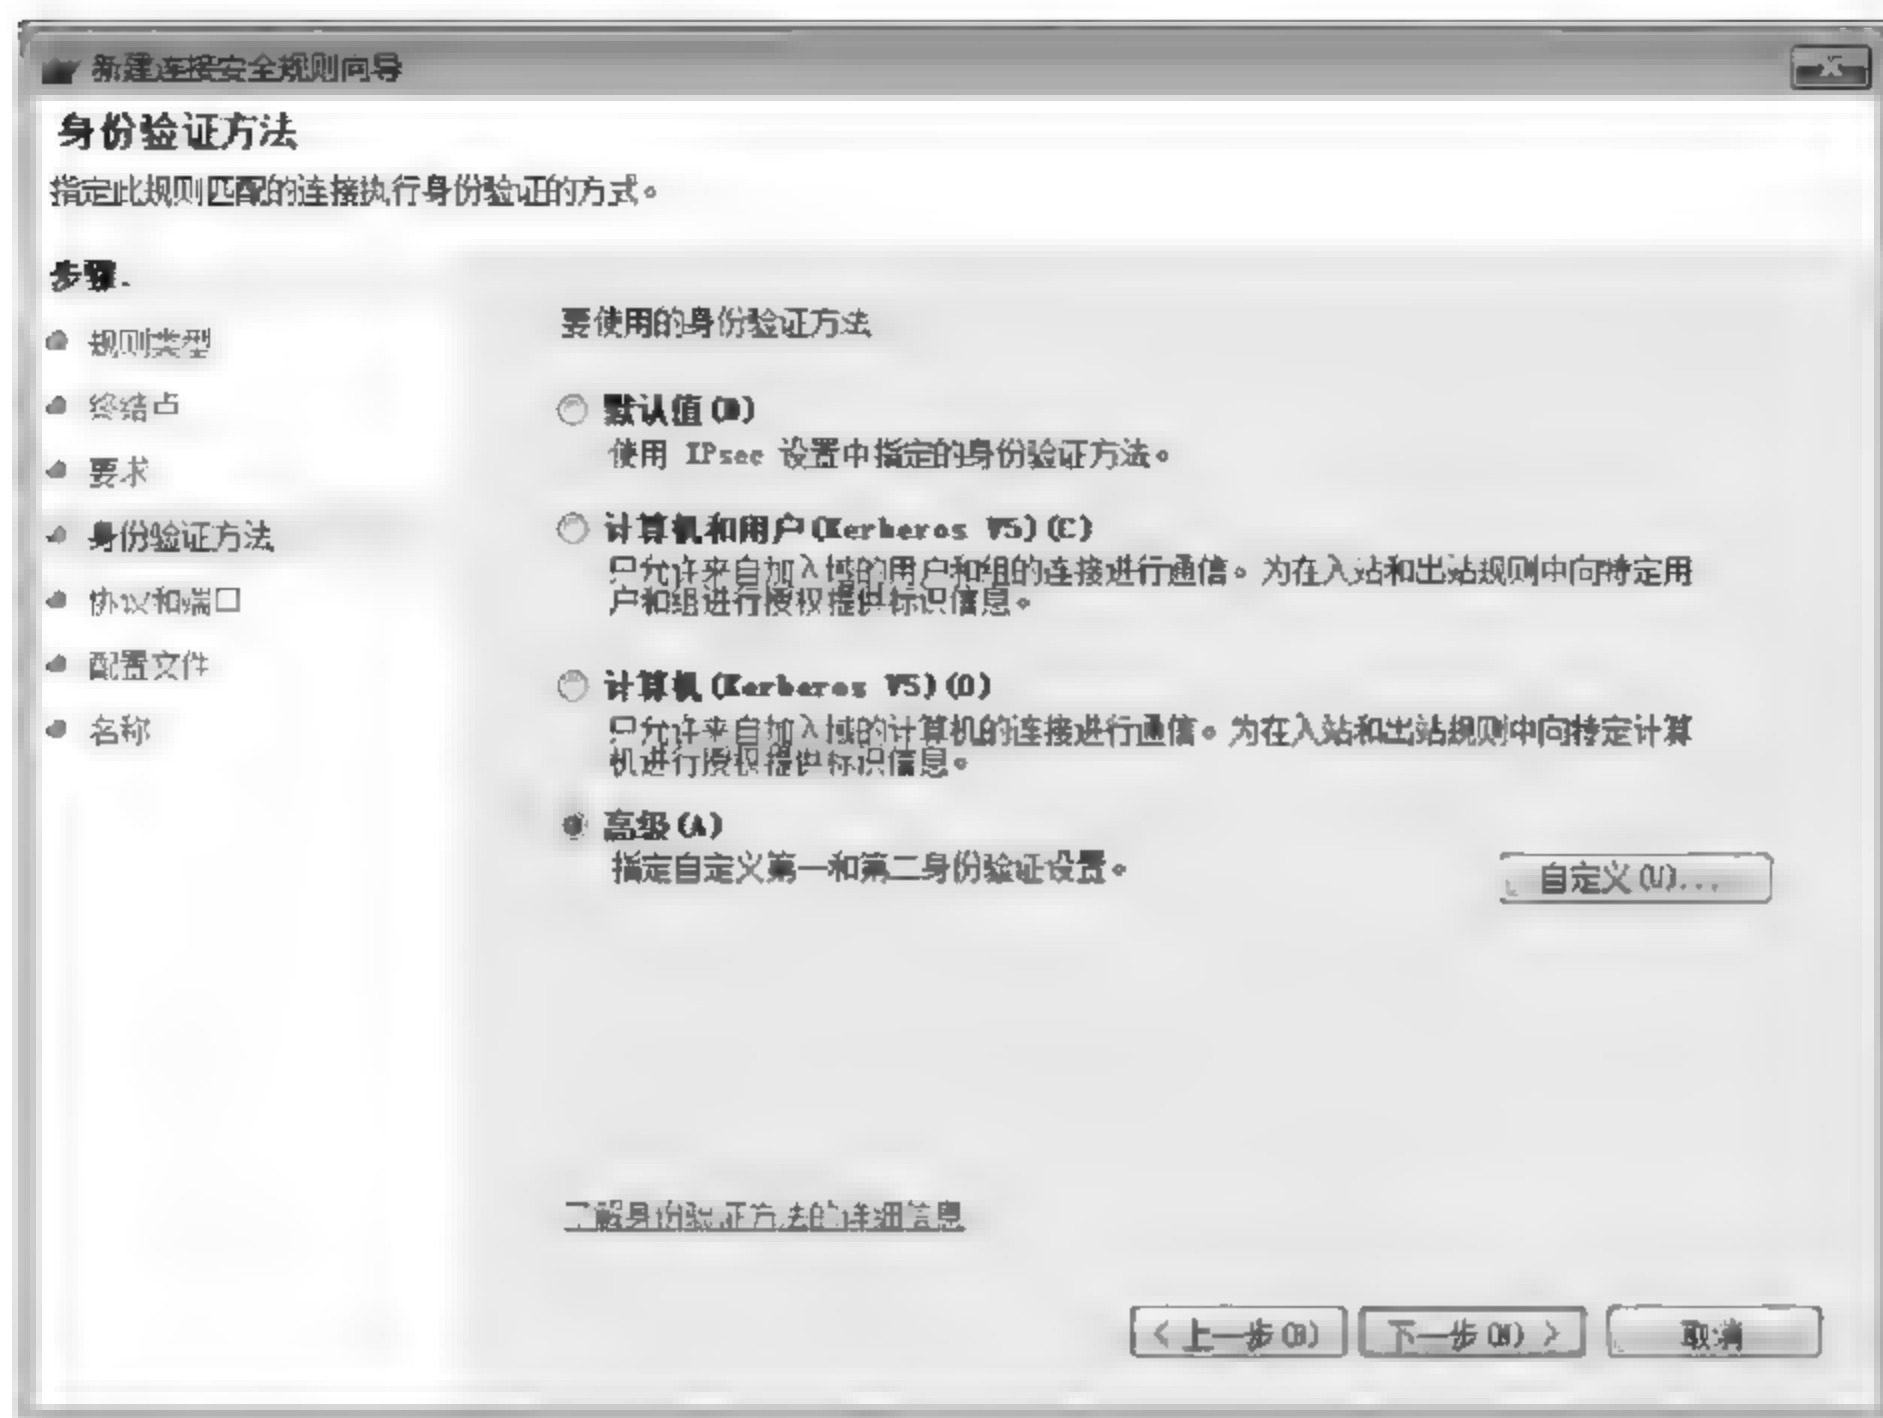 新建连接安全规则向导
身份验证方法
指定此规则匹配的连接执行身份验证的方式。
步骤:
规则类型
终结点
要求
身份验证方法
协议和端口
配置文件
名称
要使用的身份验证方法
默认值(D)
使用 IPsec 设置中指定的身份验证方法。
计算机和用户(Kerberos V5)(C)
只允许来自加入域的用户和组的连接进行通信。为在入站和出站规则中向特定用
户和组进行授权提供标识信息。
计算机(Kerberos V5)(O)
只允许来自加入域的计算机的连接进行通信。为在入站和出站规则中向特定计算
机进行授权提供标识信息。
高级(A)
指定自定义第一和第二身份验证设置。
自定义(U)...
了解身份验证方法的详细信息
< 上一步(B)
下一步(N) >
取消